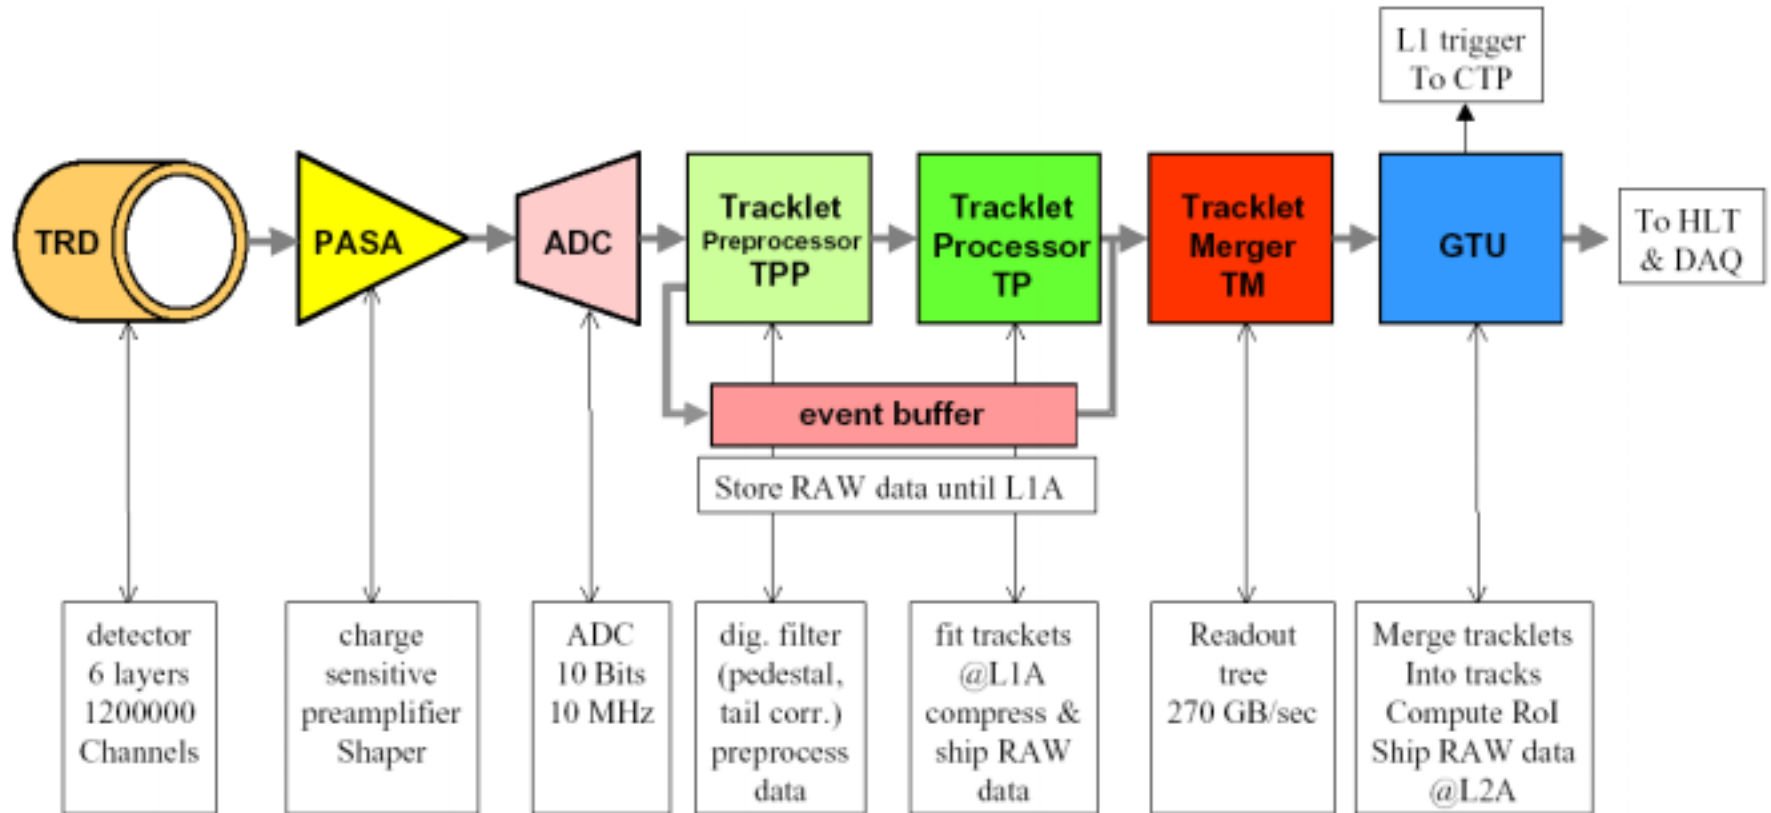 L1 trigger
To CTP
TRD
PASA
ADC
Tracklet
Preprocessor
TPP
Tracklet
Processor
TP
Tracklet
Merger
TM
GTU
To HLT
& DAQ
event buffer
Store RAW data until L1A
detector
6 layers
1200000
Channels
charge
sensitive
preamplifier
Shaper
ADC
10 Bits
10 MHz
dig. filter
(pedestal,
tail corr.)
preprocess
data
fit trackets
@L1A
compress &
ship RAW
data
Readout
tree
270 GB/sec
Merge tracklets
Into tracks
Compute RoI
Ship RAW data
@L2A